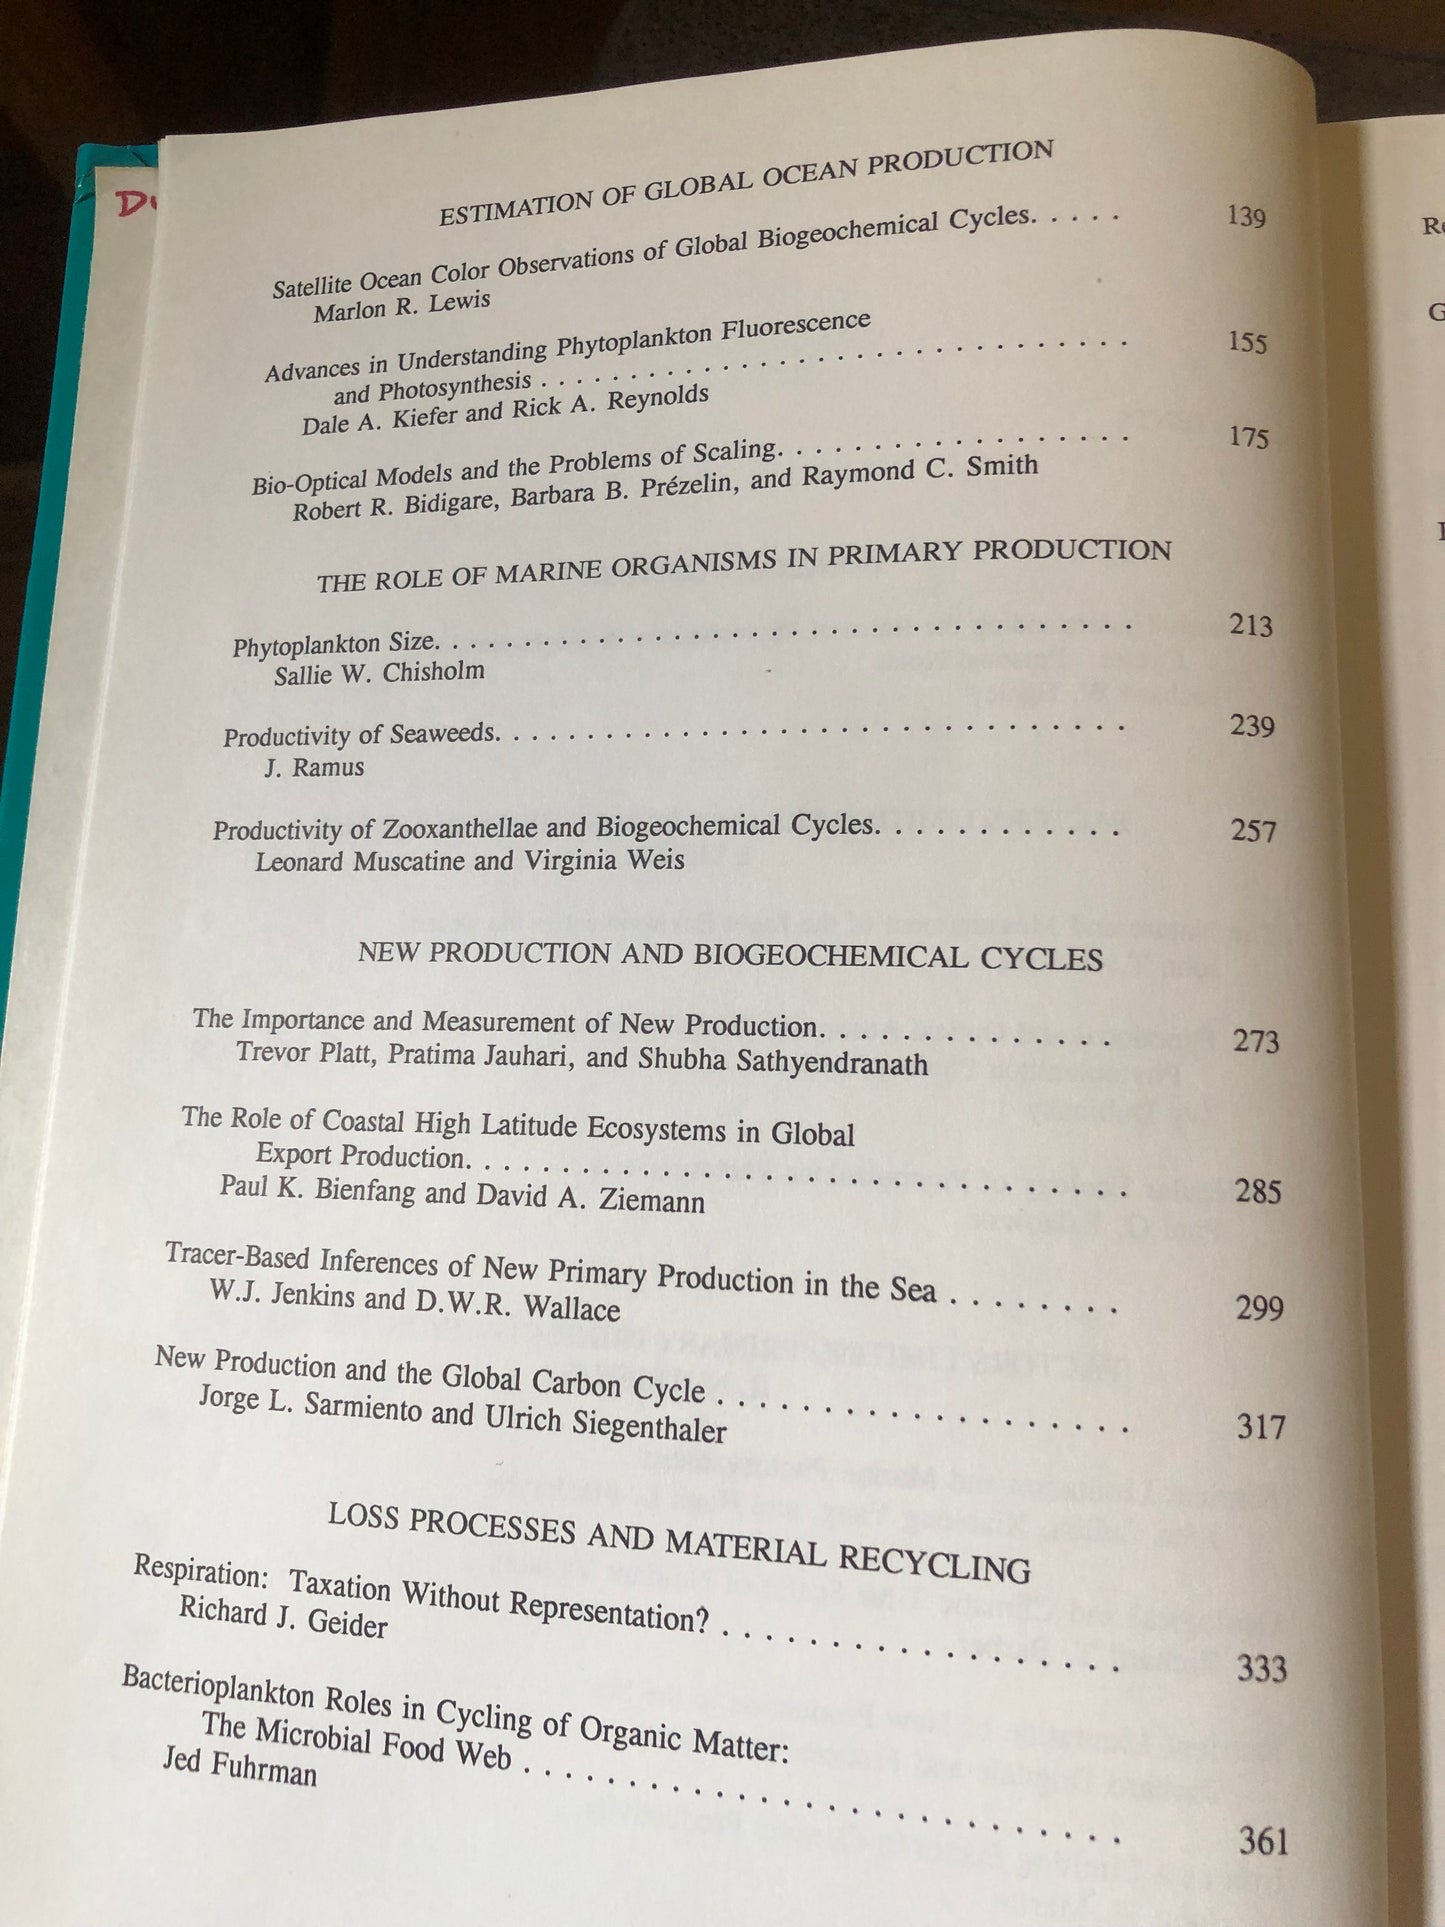 ESTIMATION OF GLOBAL OCEAN PRODUCTION
Satellite Ocean Color Observations of Global Biogeochemical Cycles. . . . . 139
Marlon R. Lewis
Advances in Understanding Phytoplankton Fluorescence
and Photosynthesis . . . . . . . . . . . . . . . . . . . . 155
Dale A. Kiefer and Rick A. Reynolds
Bio-Optical Models and the Problems of Scaling. . . . . . . . . . . . . 175
Robert R. Bidigare, Barbara B. Prézelin, and Raymond C. Smith
THE ROLE OF MARINE ORGANISMS IN PRIMARY PRODUCTION
Phytoplankton Size. . . . . . . . . . . . . . . . . . . . . . . . . 213
Sallie W. Chisholm
Productivity of Seaweeds. . . . . . . . . . . . . . . . . . . . . . . 239
J. Ramus
Productivity of Zooxanthellae and Biogeochemical Cycles. . . . . . . . . . 257
Leonard Muscatine and Virginia Weis
NEW PRODUCTION AND BIOGEOCHEMICAL CYCLES
The Importance and Measurement of New Production. . . . . . . . . . . . 273
Trevor Platt, Pratima Jauhari, and Shubha Sathyendranath
The Role of Coastal High Latitude Ecosystems in Global
Export Production. . . . . . . . . . . . . . . . . . . . . . . . 285
Paul K. Bienfang and David A. Ziemann
Tracer-Based Inferences of New Primary Production in the Sea . . . . . . . . 299
W.J. Jenkins and D.W.R. Wallace
New Production and the Global Carbon Cycle . . . . . . . . . . . . . . . . 317
Jorge L. Sarmiento and Ulrich Siegenthaler
LOSS PROCESSES AND MATERIAL RECYCLING
Respiration: Taxation Without Representation? . . . . . . . . . . . . . . . . 333
Richard J. Geider
Bacterioplankton Roles in Cycling of Organic Matter:
The Microbial Food Web . . . . . . . . . . . . . . . . . . . . . . . 361
Jed Fuhrman